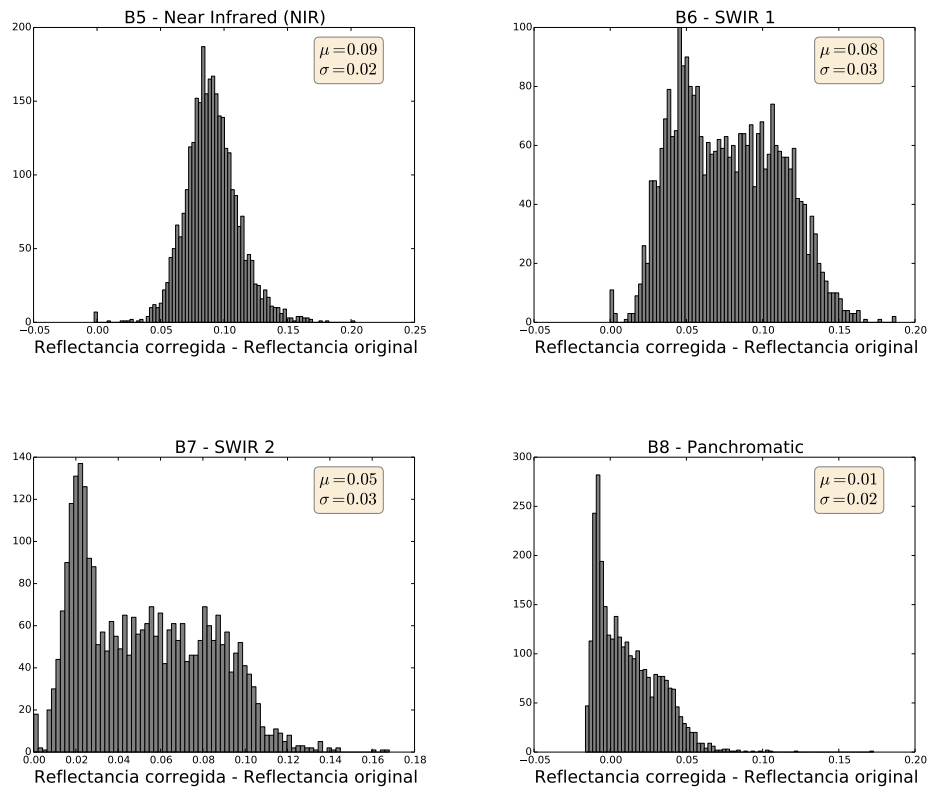 B5 - Near Infrared (NIR)
200
150
100
50
0
μ=0.09
σ=0.02
−0.05 0.00 0.05 0.10 0.15 0.20 0.25
Reflectancia corregida - Reflectancia original
B6 - SWIR 1
100
80
60
40
20
0
μ=0.08
σ=0.03
−0.05 0.00 0.05 0.10 0.15 0.20
Reflectancia corregida - Reflectancia original
B7 - SWIR 2
140
120
100
80
60
40
20
0
μ=0.05
σ=0.03
0.00 0.02 0.04 0.06 0.08 0.10 0.12 0.14 0.16 0.18
Reflectancia corregida - Reflectancia original
B8 - Panchromatic
300
250
200
150
100
50
0
μ=0.01
σ=0.02
−0.05 0.00 0.05 0.10 0.15 0.20
Reflectancia corregida - Reflectancia original